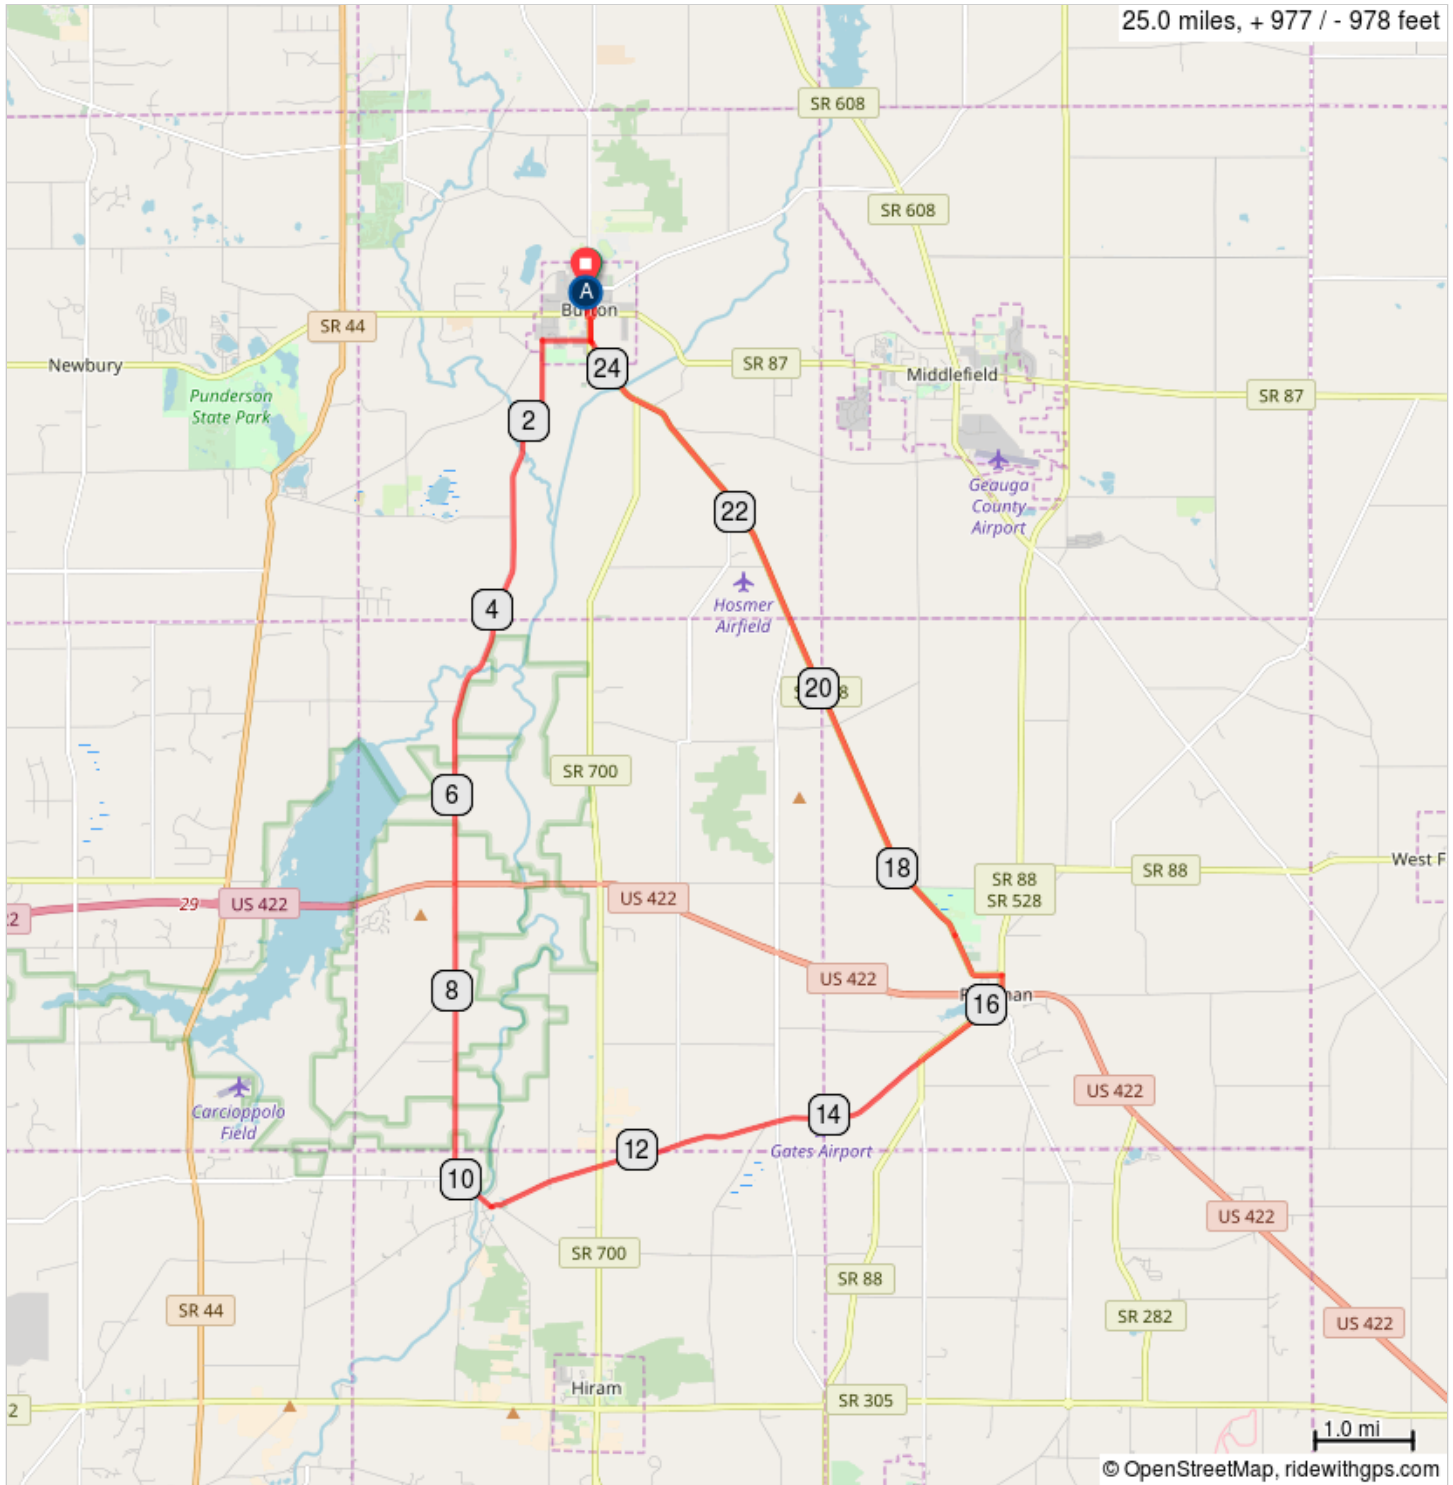 25.0 miles, + 977 / - 978 feet
SR 608
SR 608
A
Burton
SR 44
24
SR 87
Newbury
Middlefield
SR 87
Punderson
State Park
2
Geauga
County
Airport
22
4
Hosmer
Airfield
20
SR 700
6
18
West F
SR 88
SR 88
SR 528
US 422
29
US 422
2
8
US 422
16
US 422
Carcioppolo
Field
14
12
Gates Airport
10
US 422
SR 700
SR 88
SR 44
SR 282
US 422
Hiram
SR 305
2
1.0 mi
© OpenStreetMap, ridewithgps.com